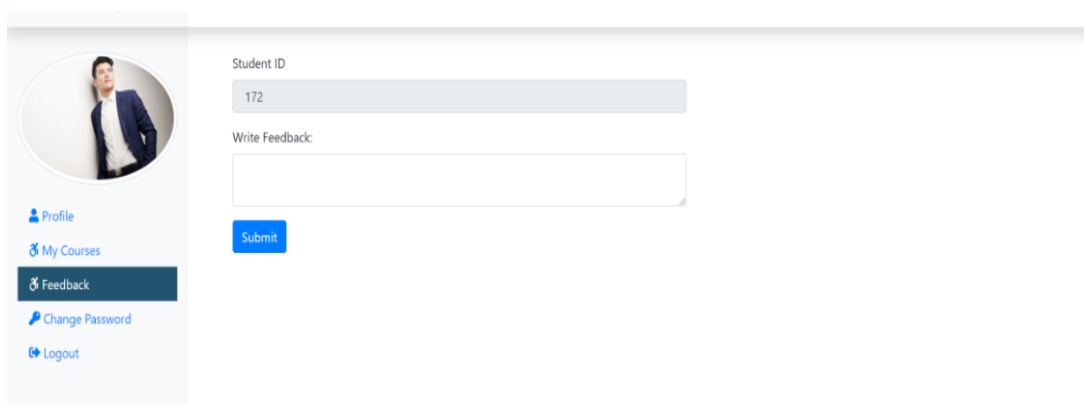 Student ID
172
Write Feedback:
Submit
Profile
My Courses
Feedback
Change Password
Logout